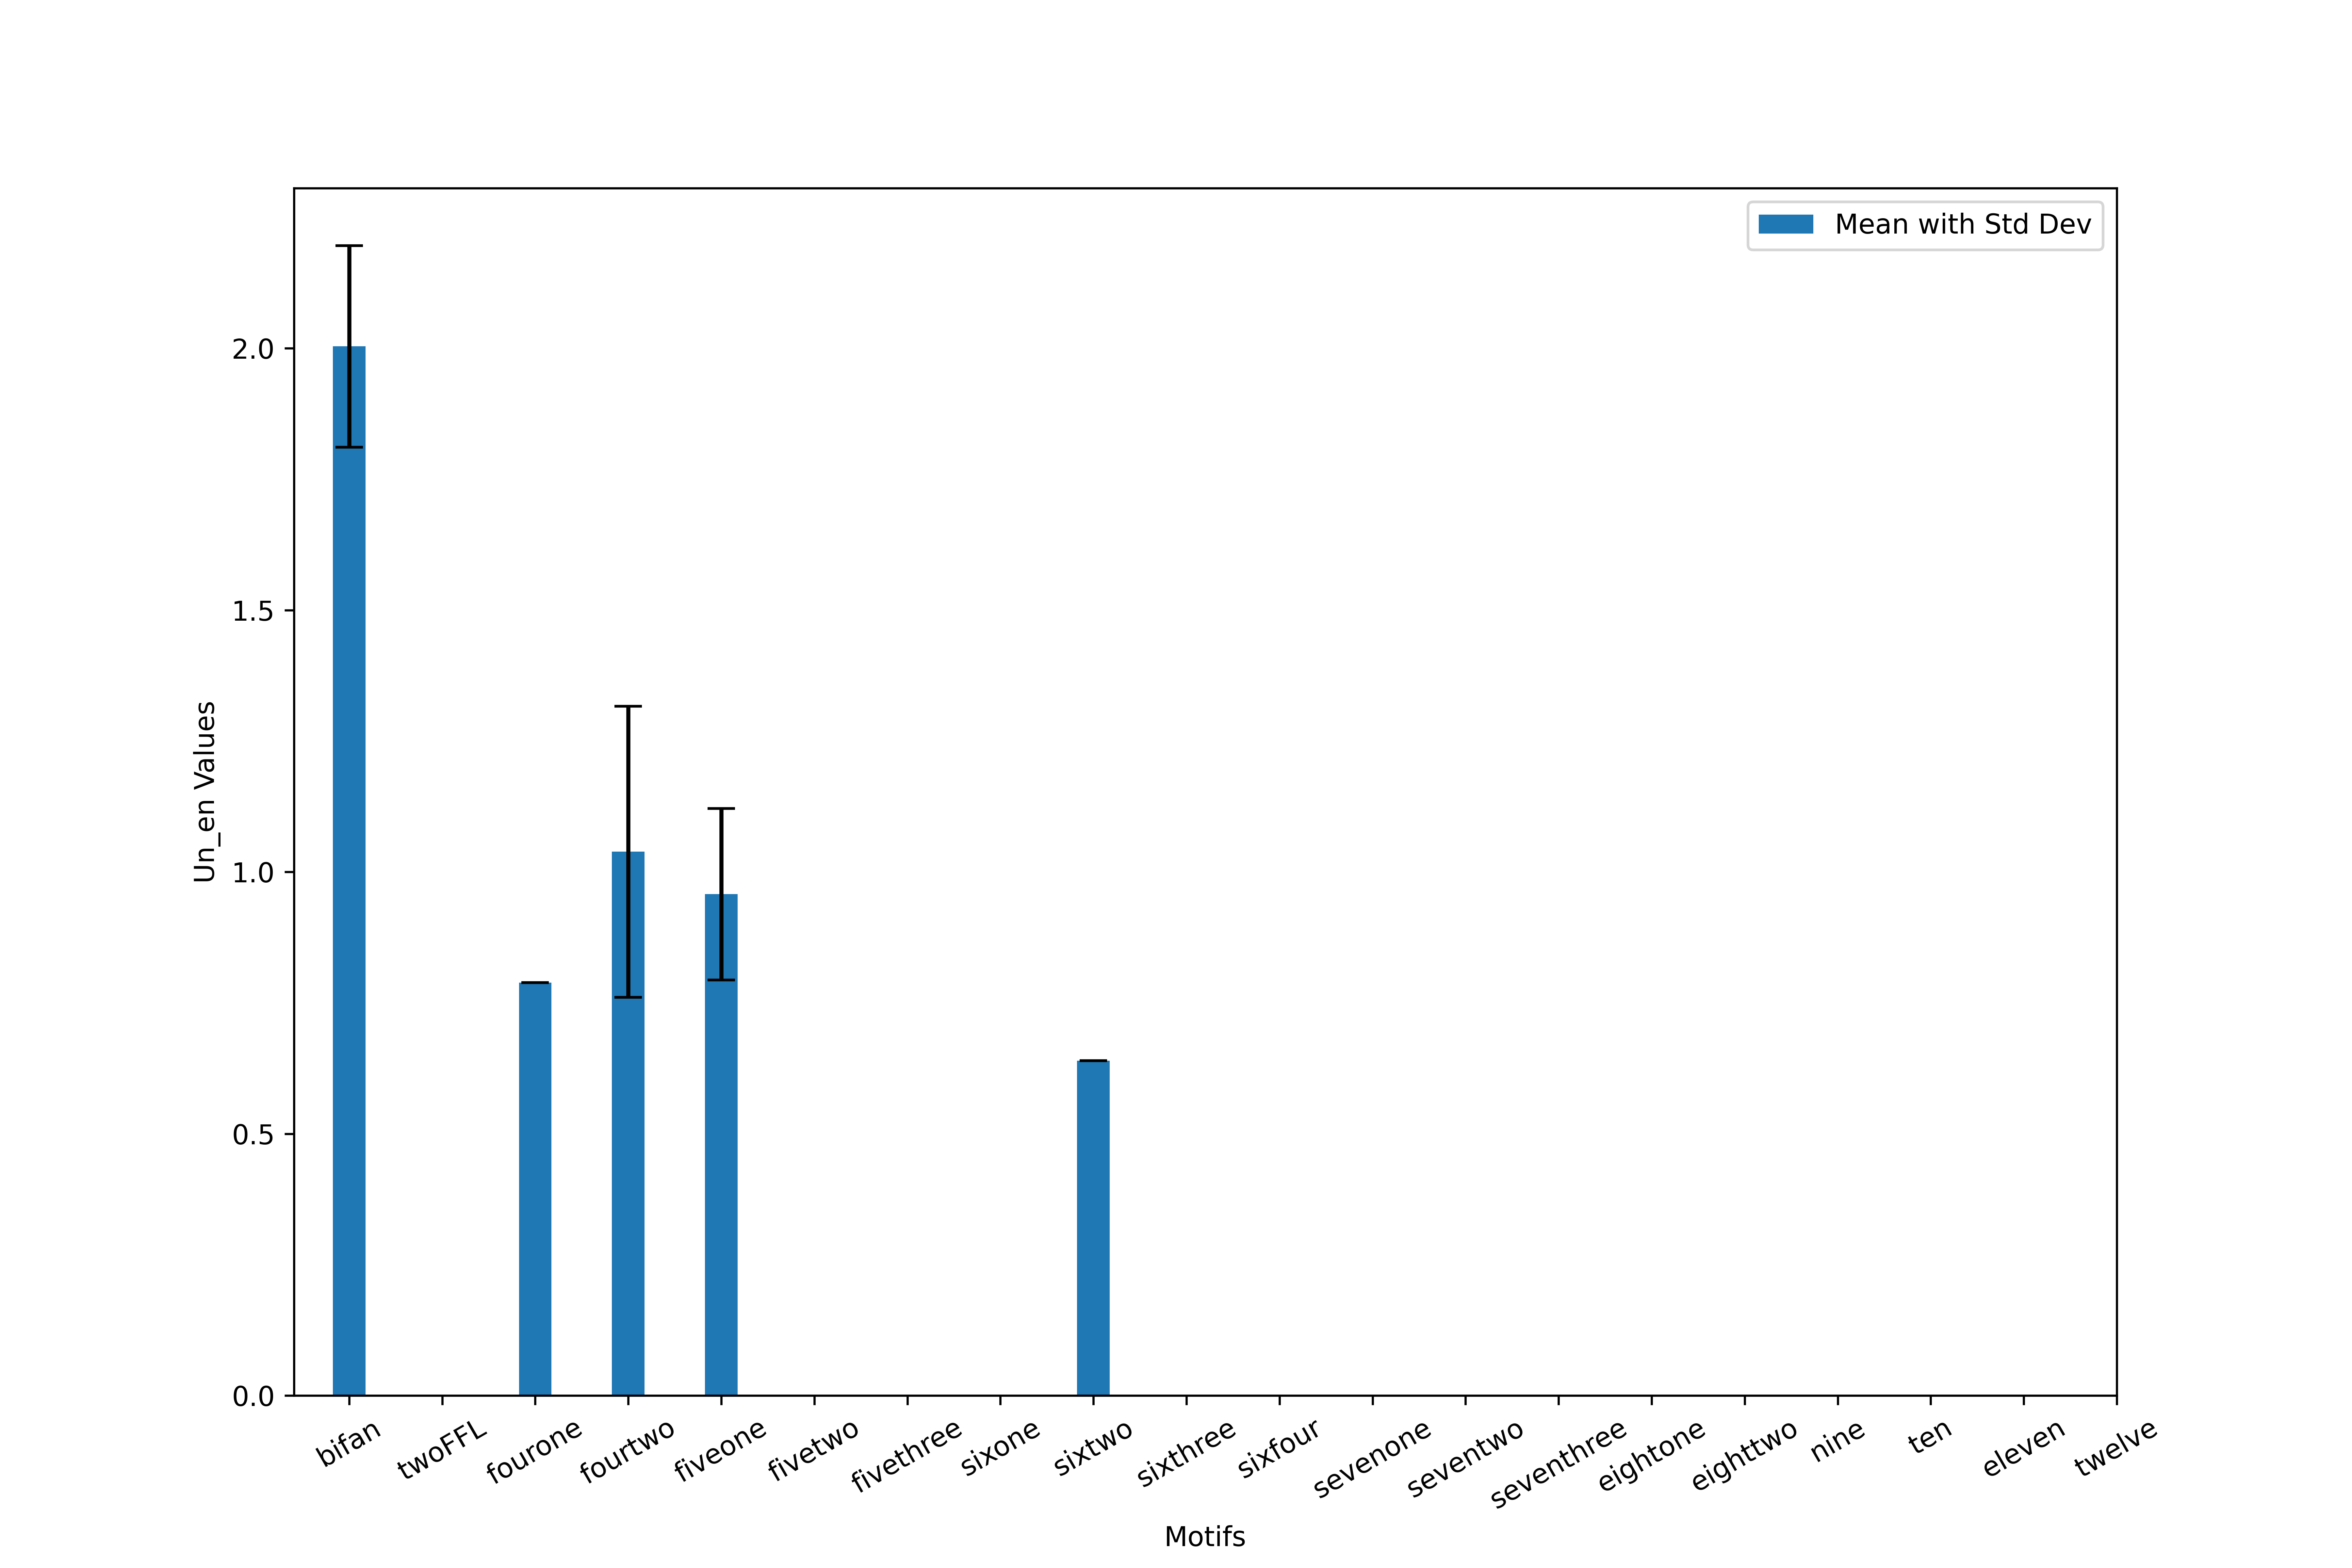 Mean with Std Dev
2.0
1.5
1.0
0.5
0.0
Un_en Values
bifan
twoFFL
fourone
fourtwo
fiveone
fivetwo
fivethree
sixone
sixtwo
sixthree
sixfour
sevenone
seventwo
seventhree
eightone
eighttwo
nine
ten
eleven
twelve
Motifs